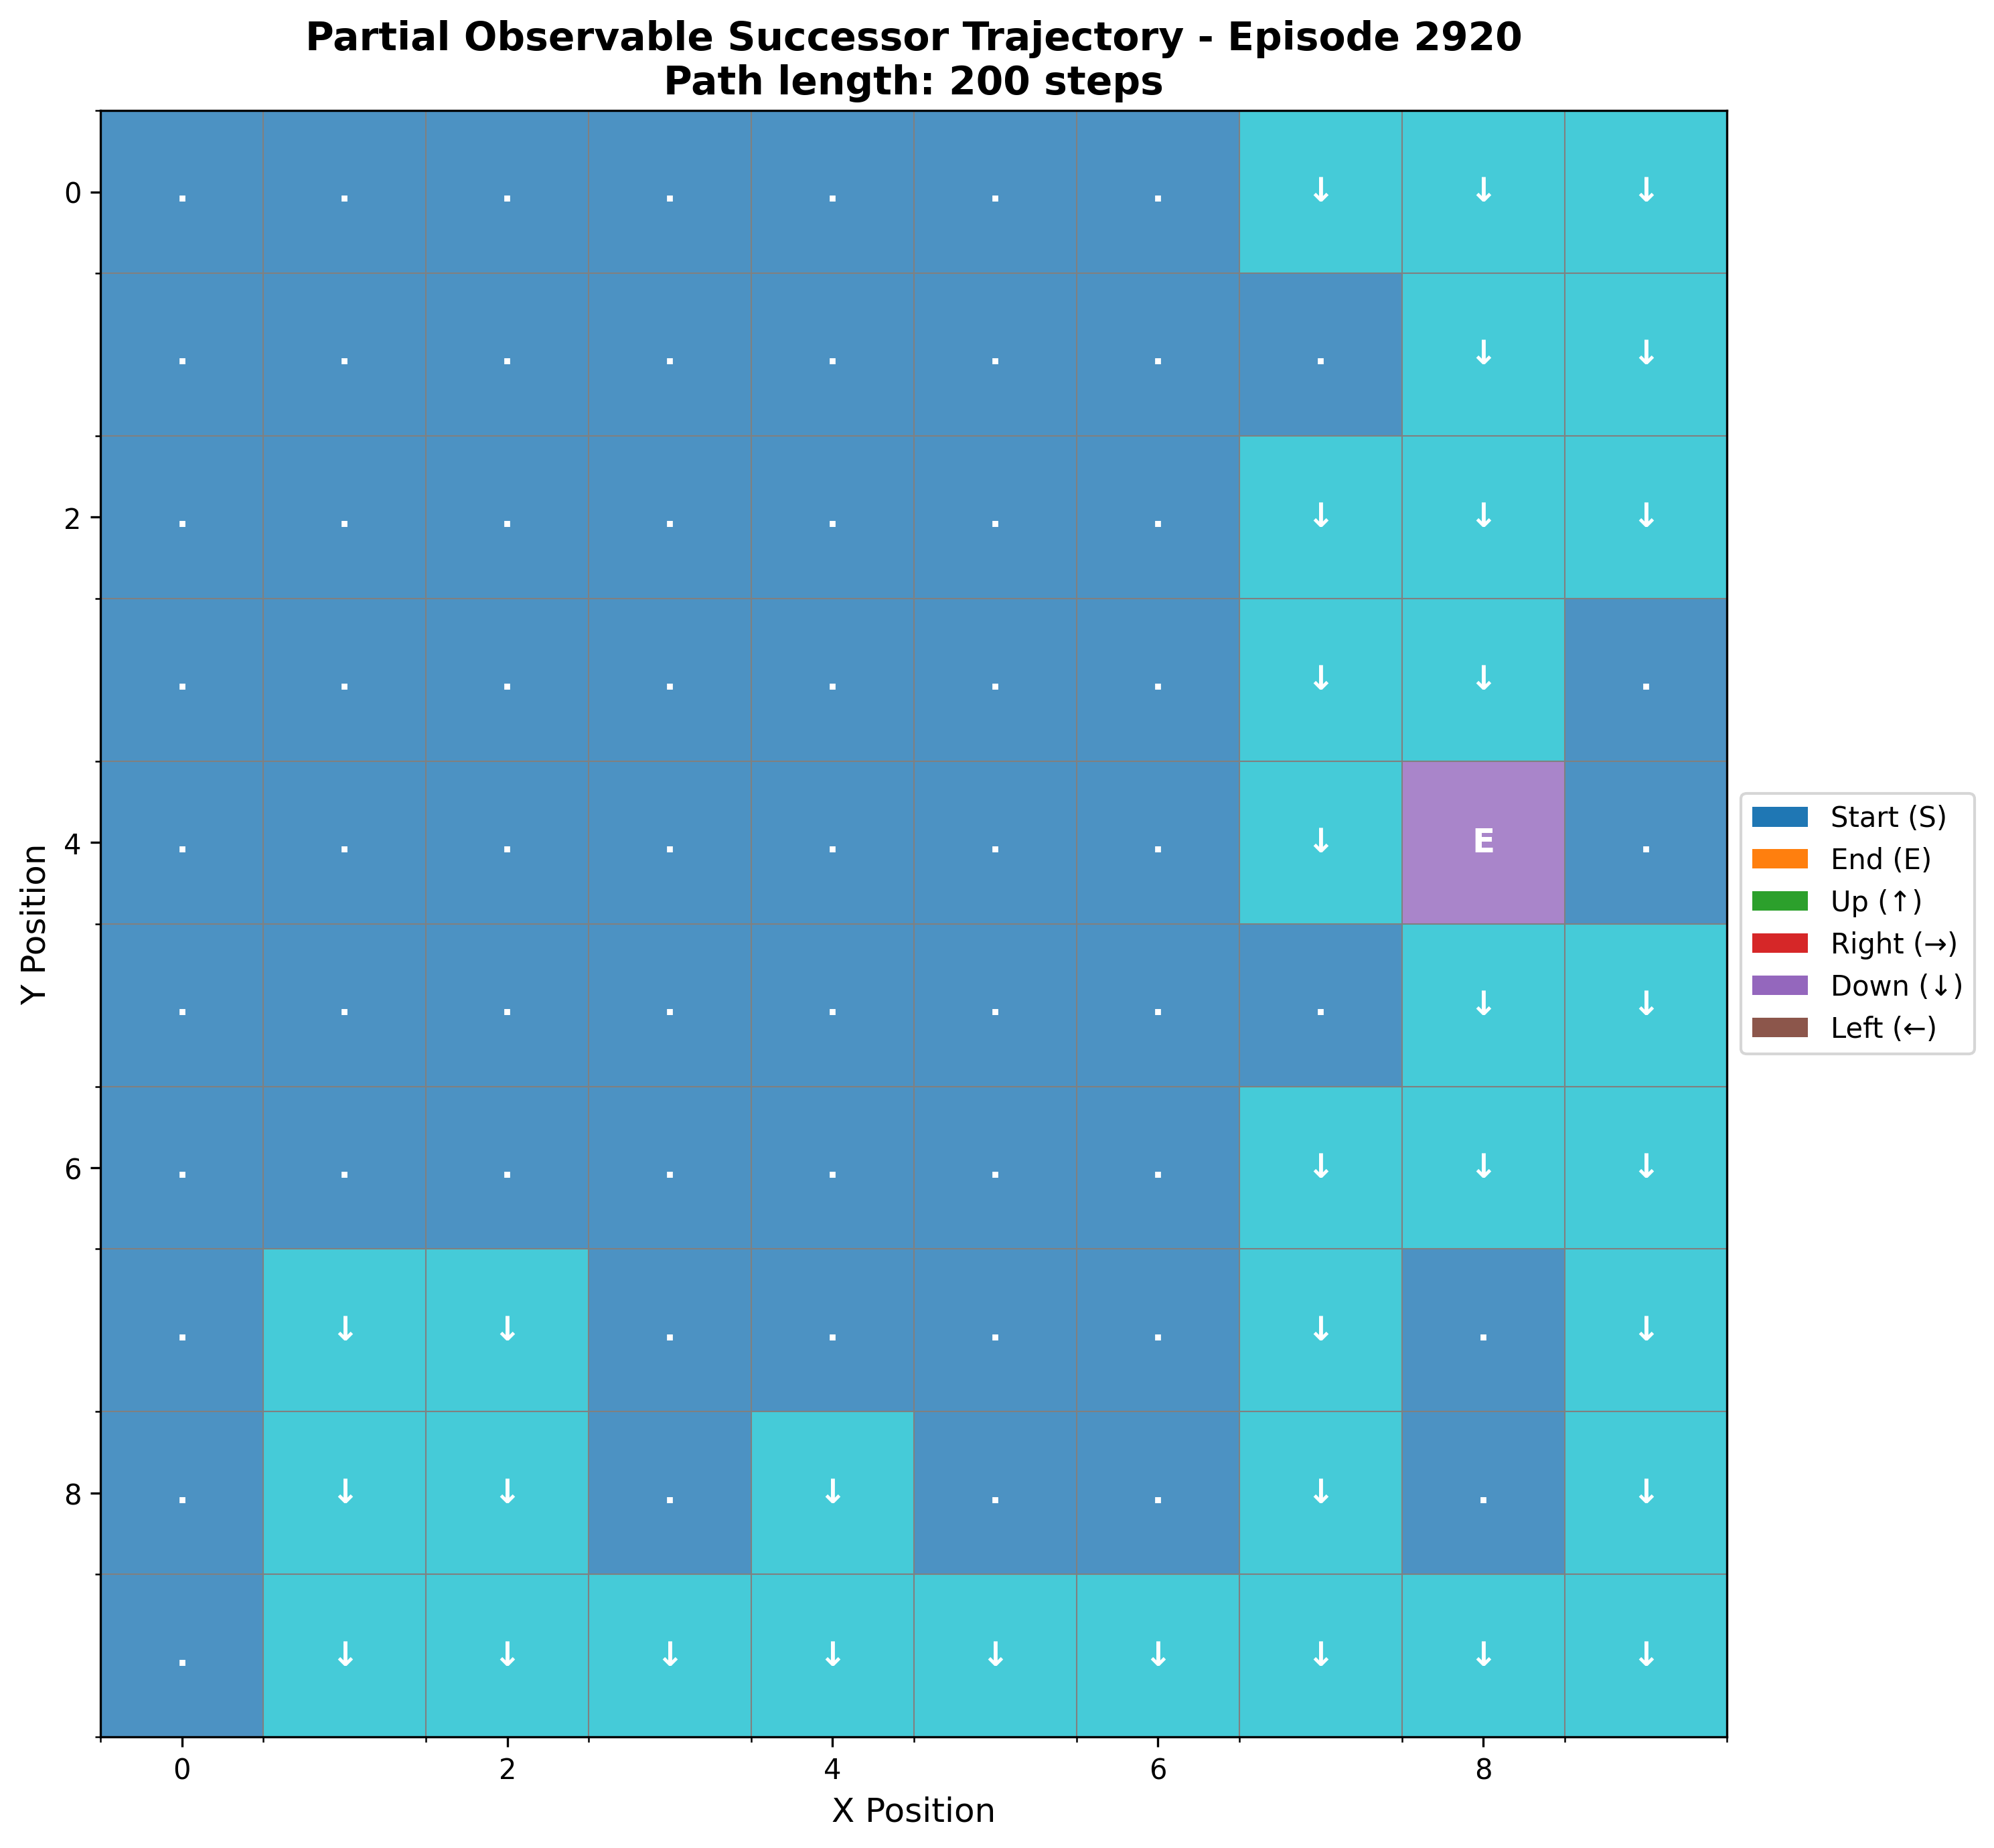 Partial Observable Successor Trajectory - Episode 2920
Path length: 200 steps
0 . . . . . . . ↓ ↓ ↓
. . . . . . . . ↓ ↓
2 . . . . . . . ↓ ↓ ↓
. . . . . . . ↓ ↓ .
4 . . . . . . . ↓ E .
. . . . . . . . ↓ ↓
6 . . . . . . . ↓ ↓ ↓
. ↓ ↓ . . . . ↓ . ↓
8 . ↓ ↓ . ↓ . . ↓ . ↓
. ↓ ↓ ↓ ↓ ↓ ↓ ↓ ↓ ↓
0 2 4 6 8
X Position
Y Position
Start (S)
End (E)
Up (↑)
Right (→)
Down (↓)
Left (←)